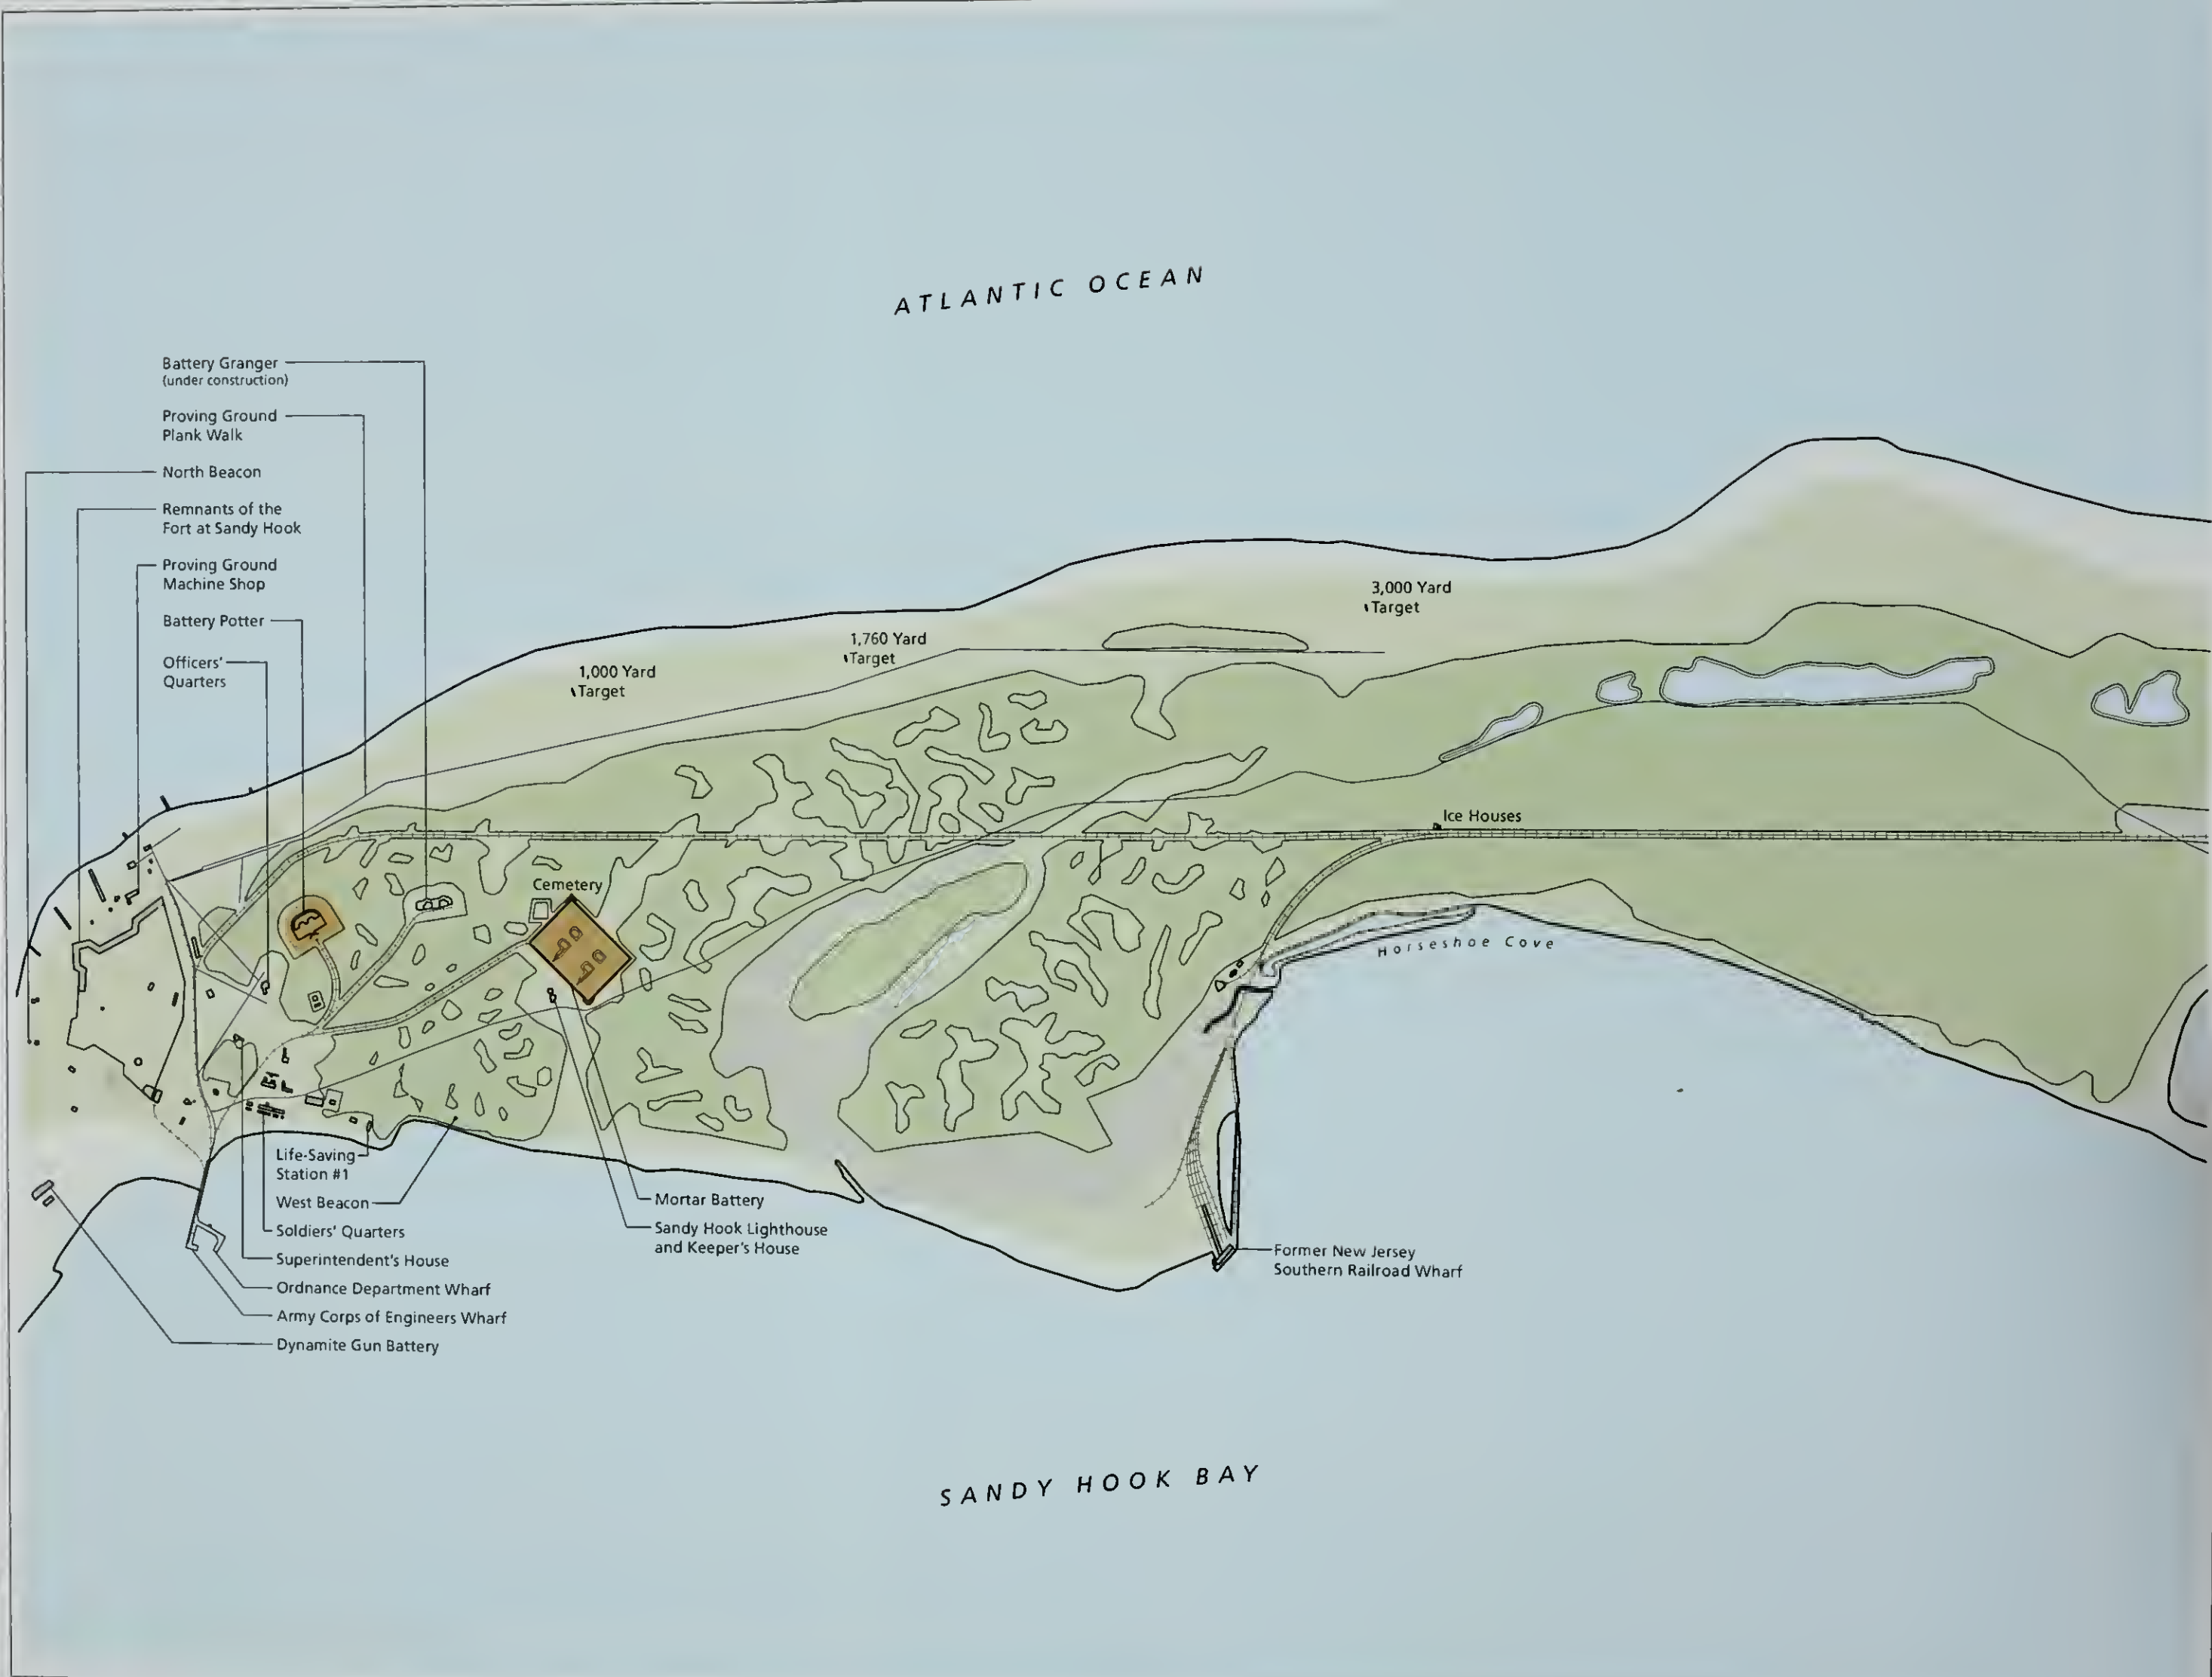 ATLANTIC OCEAN
Battery Granger
(under construction)
Proving Ground
Plank Walk
North Beacon
Remnants of the
Fort at Sandy Hook
Proving Ground
Machine Shop
Battery Potter
Officers'
Quarters
1,000 Yard
Target
1,760 Yard
Target
3,000 Yard
Target
Ice Houses
Cemetery
Horseshoe Cove
Life-Saving
Station #1
West Beacon
Soldiers' Quarters
Superintendent's House
Ordnance Department Wharf
Army Corps of Engineers Wharf
Dynamite Gun Battery
Mortar Battery
Sandy Hook Lighthouse
and Keeper's House
Former New Jersey
Southern Railroad Wharf
SANDY HOOK BAY